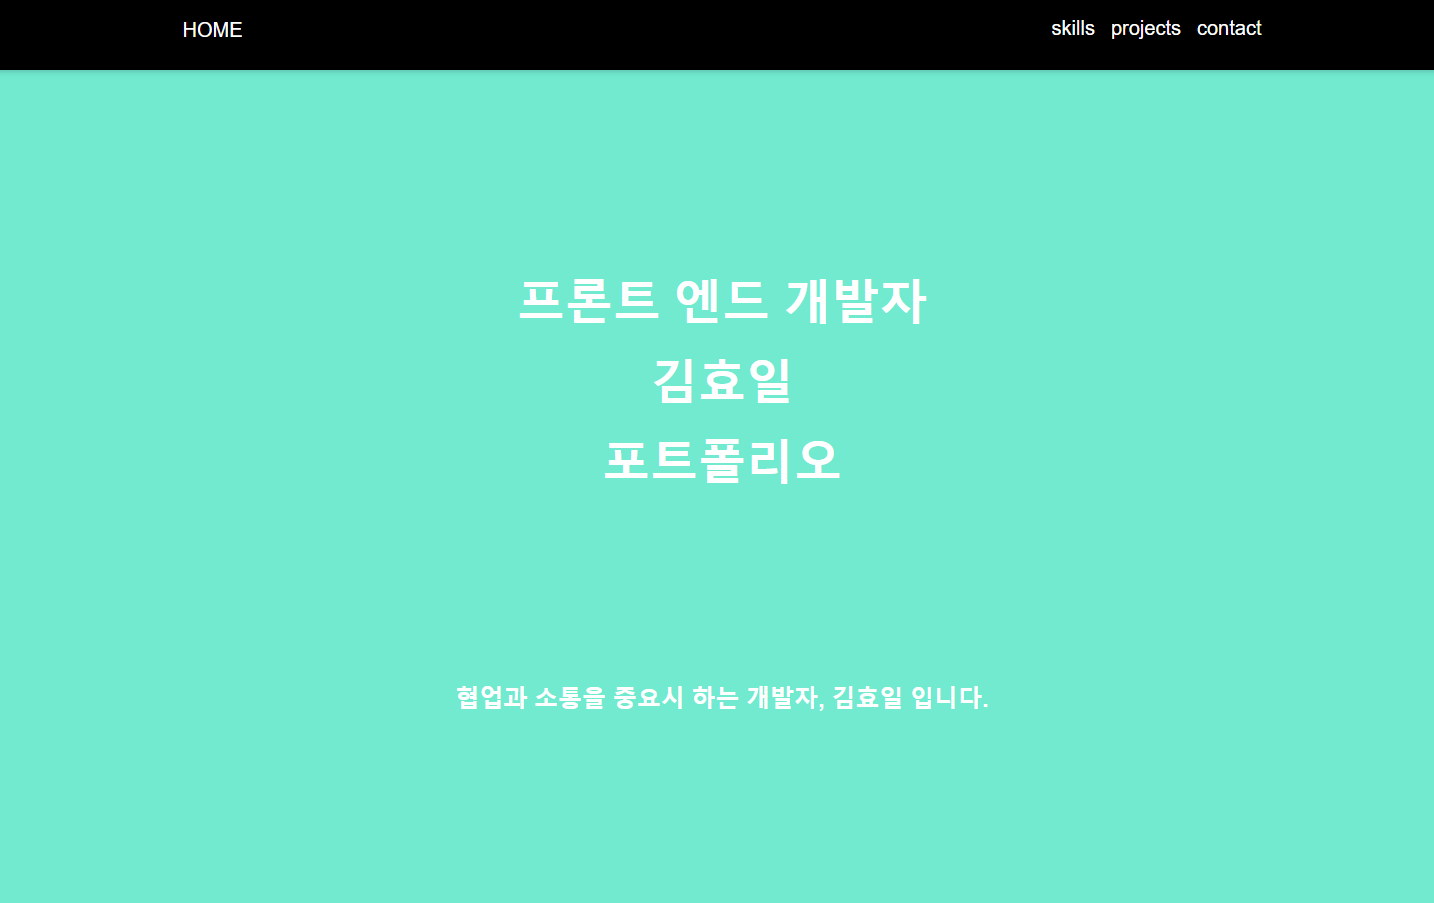 HOME
skills projects contact
프론트 엔드 개발자
김효일
포트폴리오
협업과 소통을 중요시 하는 개발자, 김효일 입니다.